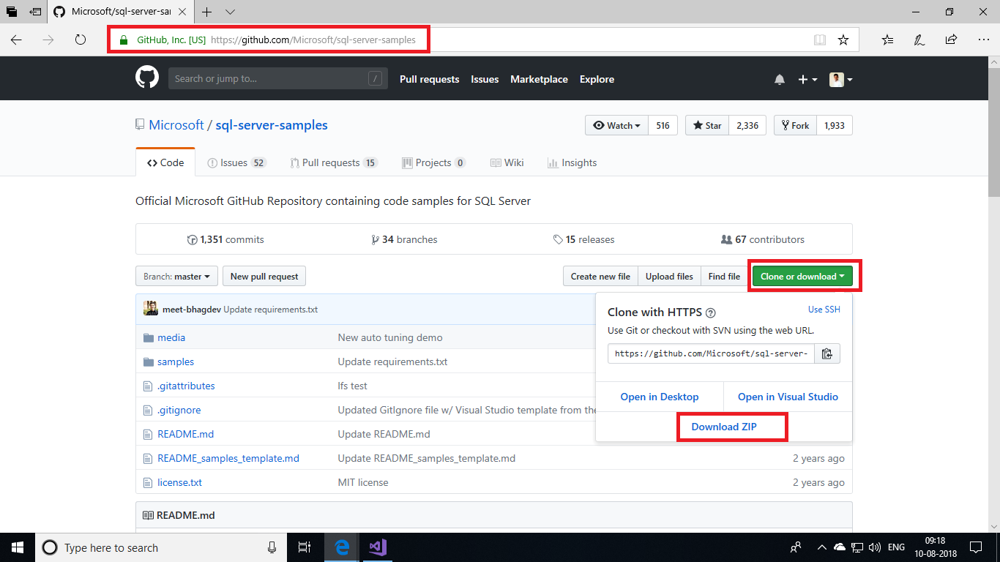 Microsoft/sql-server-sar
GitHub, Inc. [US] https://github.com/Microsoft/sql-server-samples
Search or jump to... / Pull requests Issues Marketplace Explore
Microsoft / sql-server-samples
Watch 516 Star 2,336 Fork 1,933
Code Issues 52 Pull requests 15 Projects 0 Wiki Insights
Official Microsoft GitHub Repository containing code samples for SQL Server
1,351 commits 34 branches 15 releases 67 contributors
Branch: master New pull request Create new file Upload files Find file Clone or download
meet-bhagdev Update requirements.txt
media New auto tuning demo
samples Update requirements.txt
.gitattributes lfs test
.gitignore Updated GitIgnore file w/ Visual Studio template from the
README.md Update README.md
README_samples_template.md Update README_samples_template.md 2 years ago
license.txt MIT license 2 years ago
Clone with HTTPS ? Use SSH
Use Git or checkout with SVN using the web URL.
https://github.com/Microsoft/sql-server-
Open in Desktop Open in Visual Studio
Download ZIP
README.md
Type here to search ENG 09:18
10-08-2018